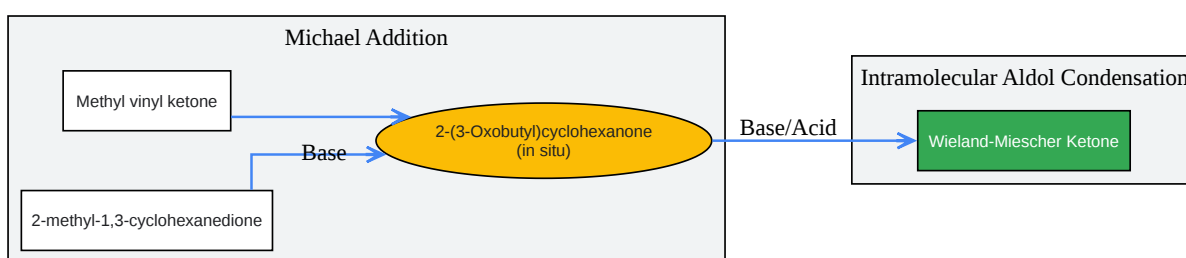 Michael Addition
Methyl vinyl ketone
2-(3-Oxobutyl)cyclohexanone
(in situ)
Base
2-methyl-1,3-cyclohexanedione
Base/Acid
Intramolecular Aldol Condensation
Wieland-Miescher Ketone